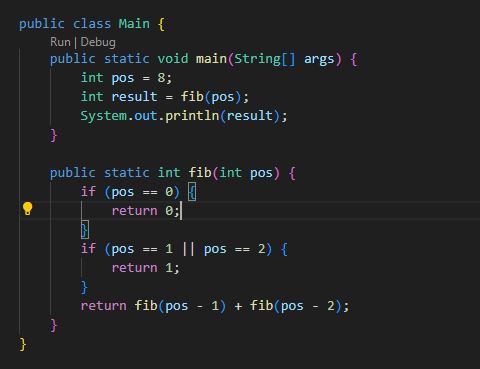 public class Main {
Run | Debug
public static void main(String[] args) {
int pos = 8;
int result = fib(pos);
System.out.println(result);
}
public static int fib(int pos) {
if (pos == 0) {
return 0;
}
if (pos == 1 || pos == 2) {
return 1;
}
return fib(pos - 1) + fib(pos - 2);
}
}